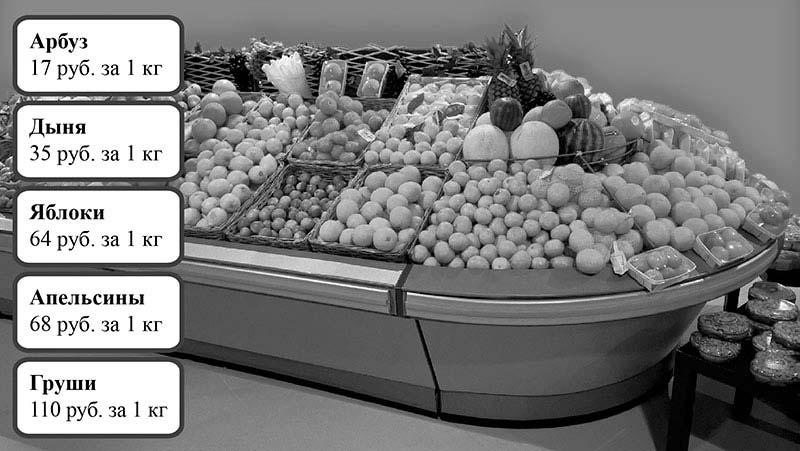 Арбуз
17 руб. за 1 кг
Дыня
35 руб. за 1 кг
Яблоки
64 руб. за 1 кг
Апельсины
68 руб. за 1 кг
Груши
110 руб. за 1 кг